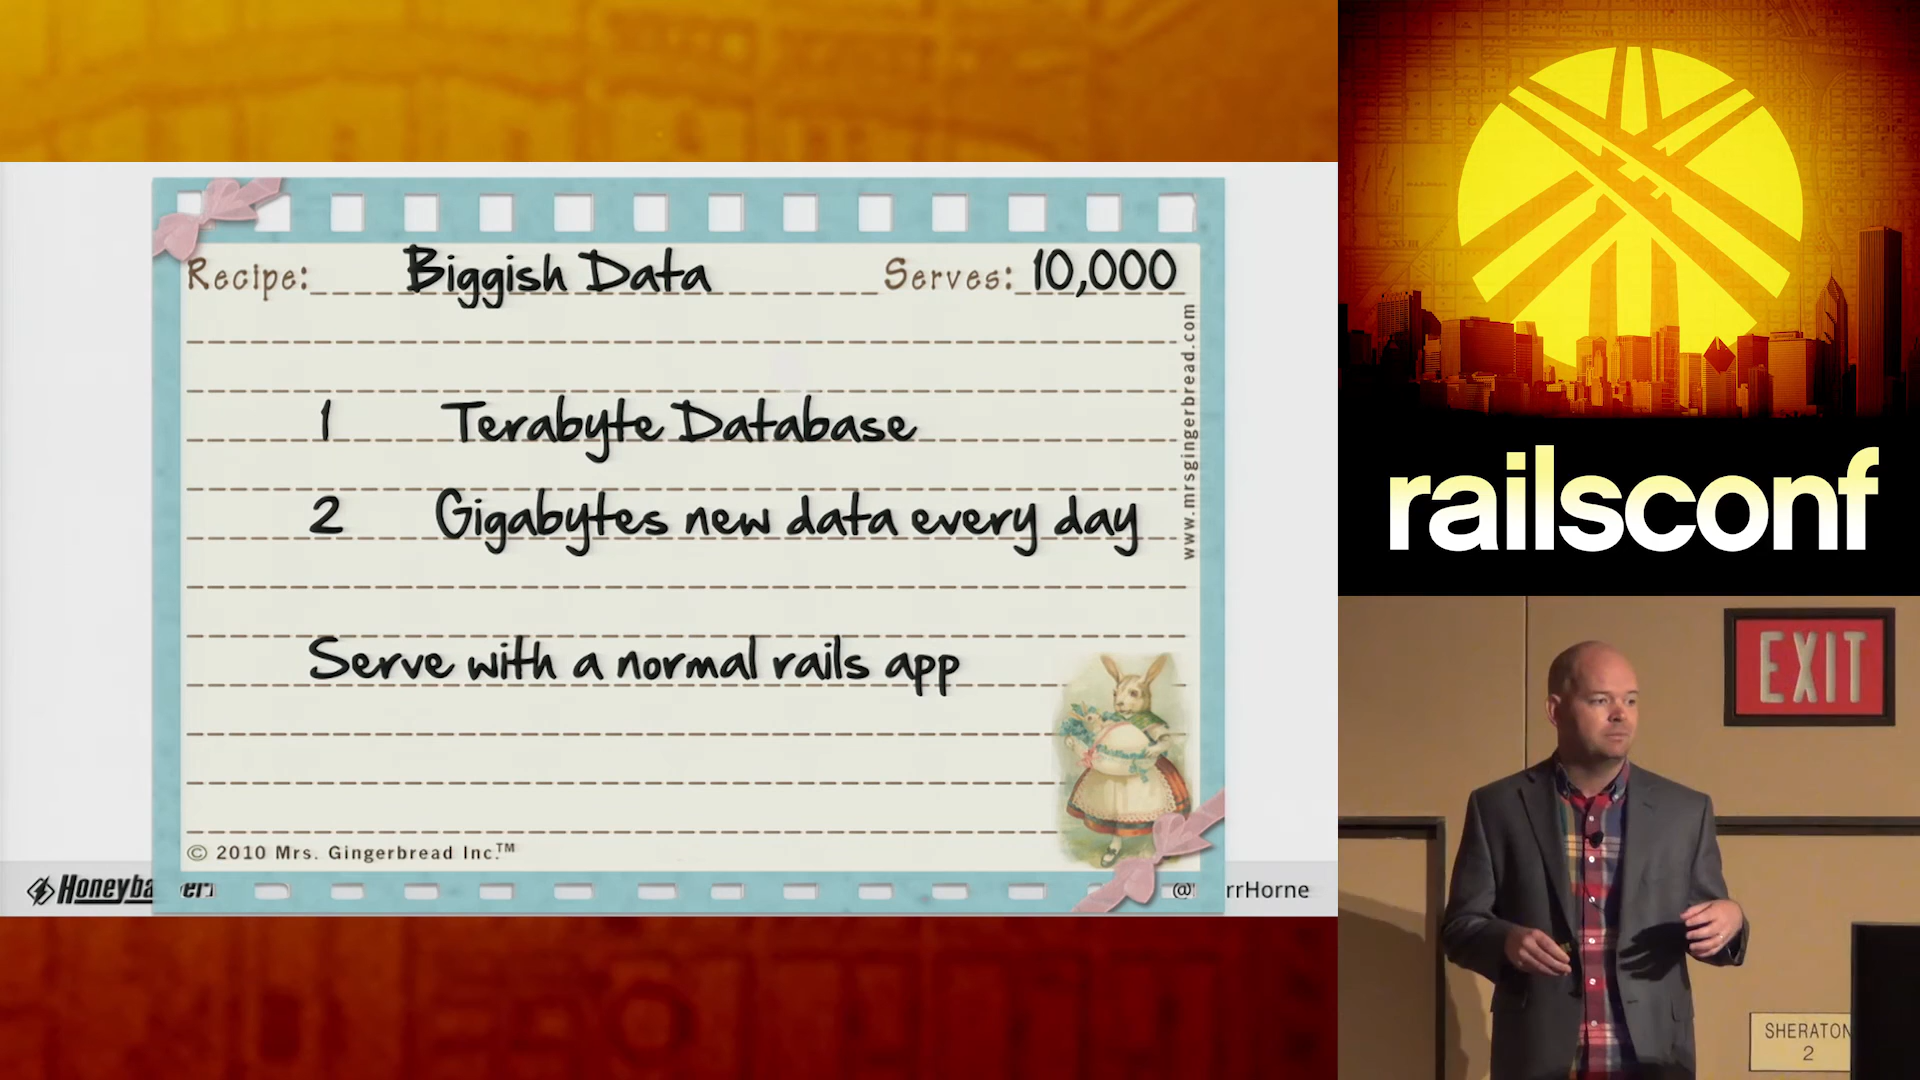 Recipe: Biggish Data Serves: 10,000
1 Terabyte Database
2 Gigabytes new data every day
Serve with a normal rails app
www.mrsgingerbread.com
© 2010 Mrs. Gingerbread Inc.™
railsconf
EXIT
SHERATON
2